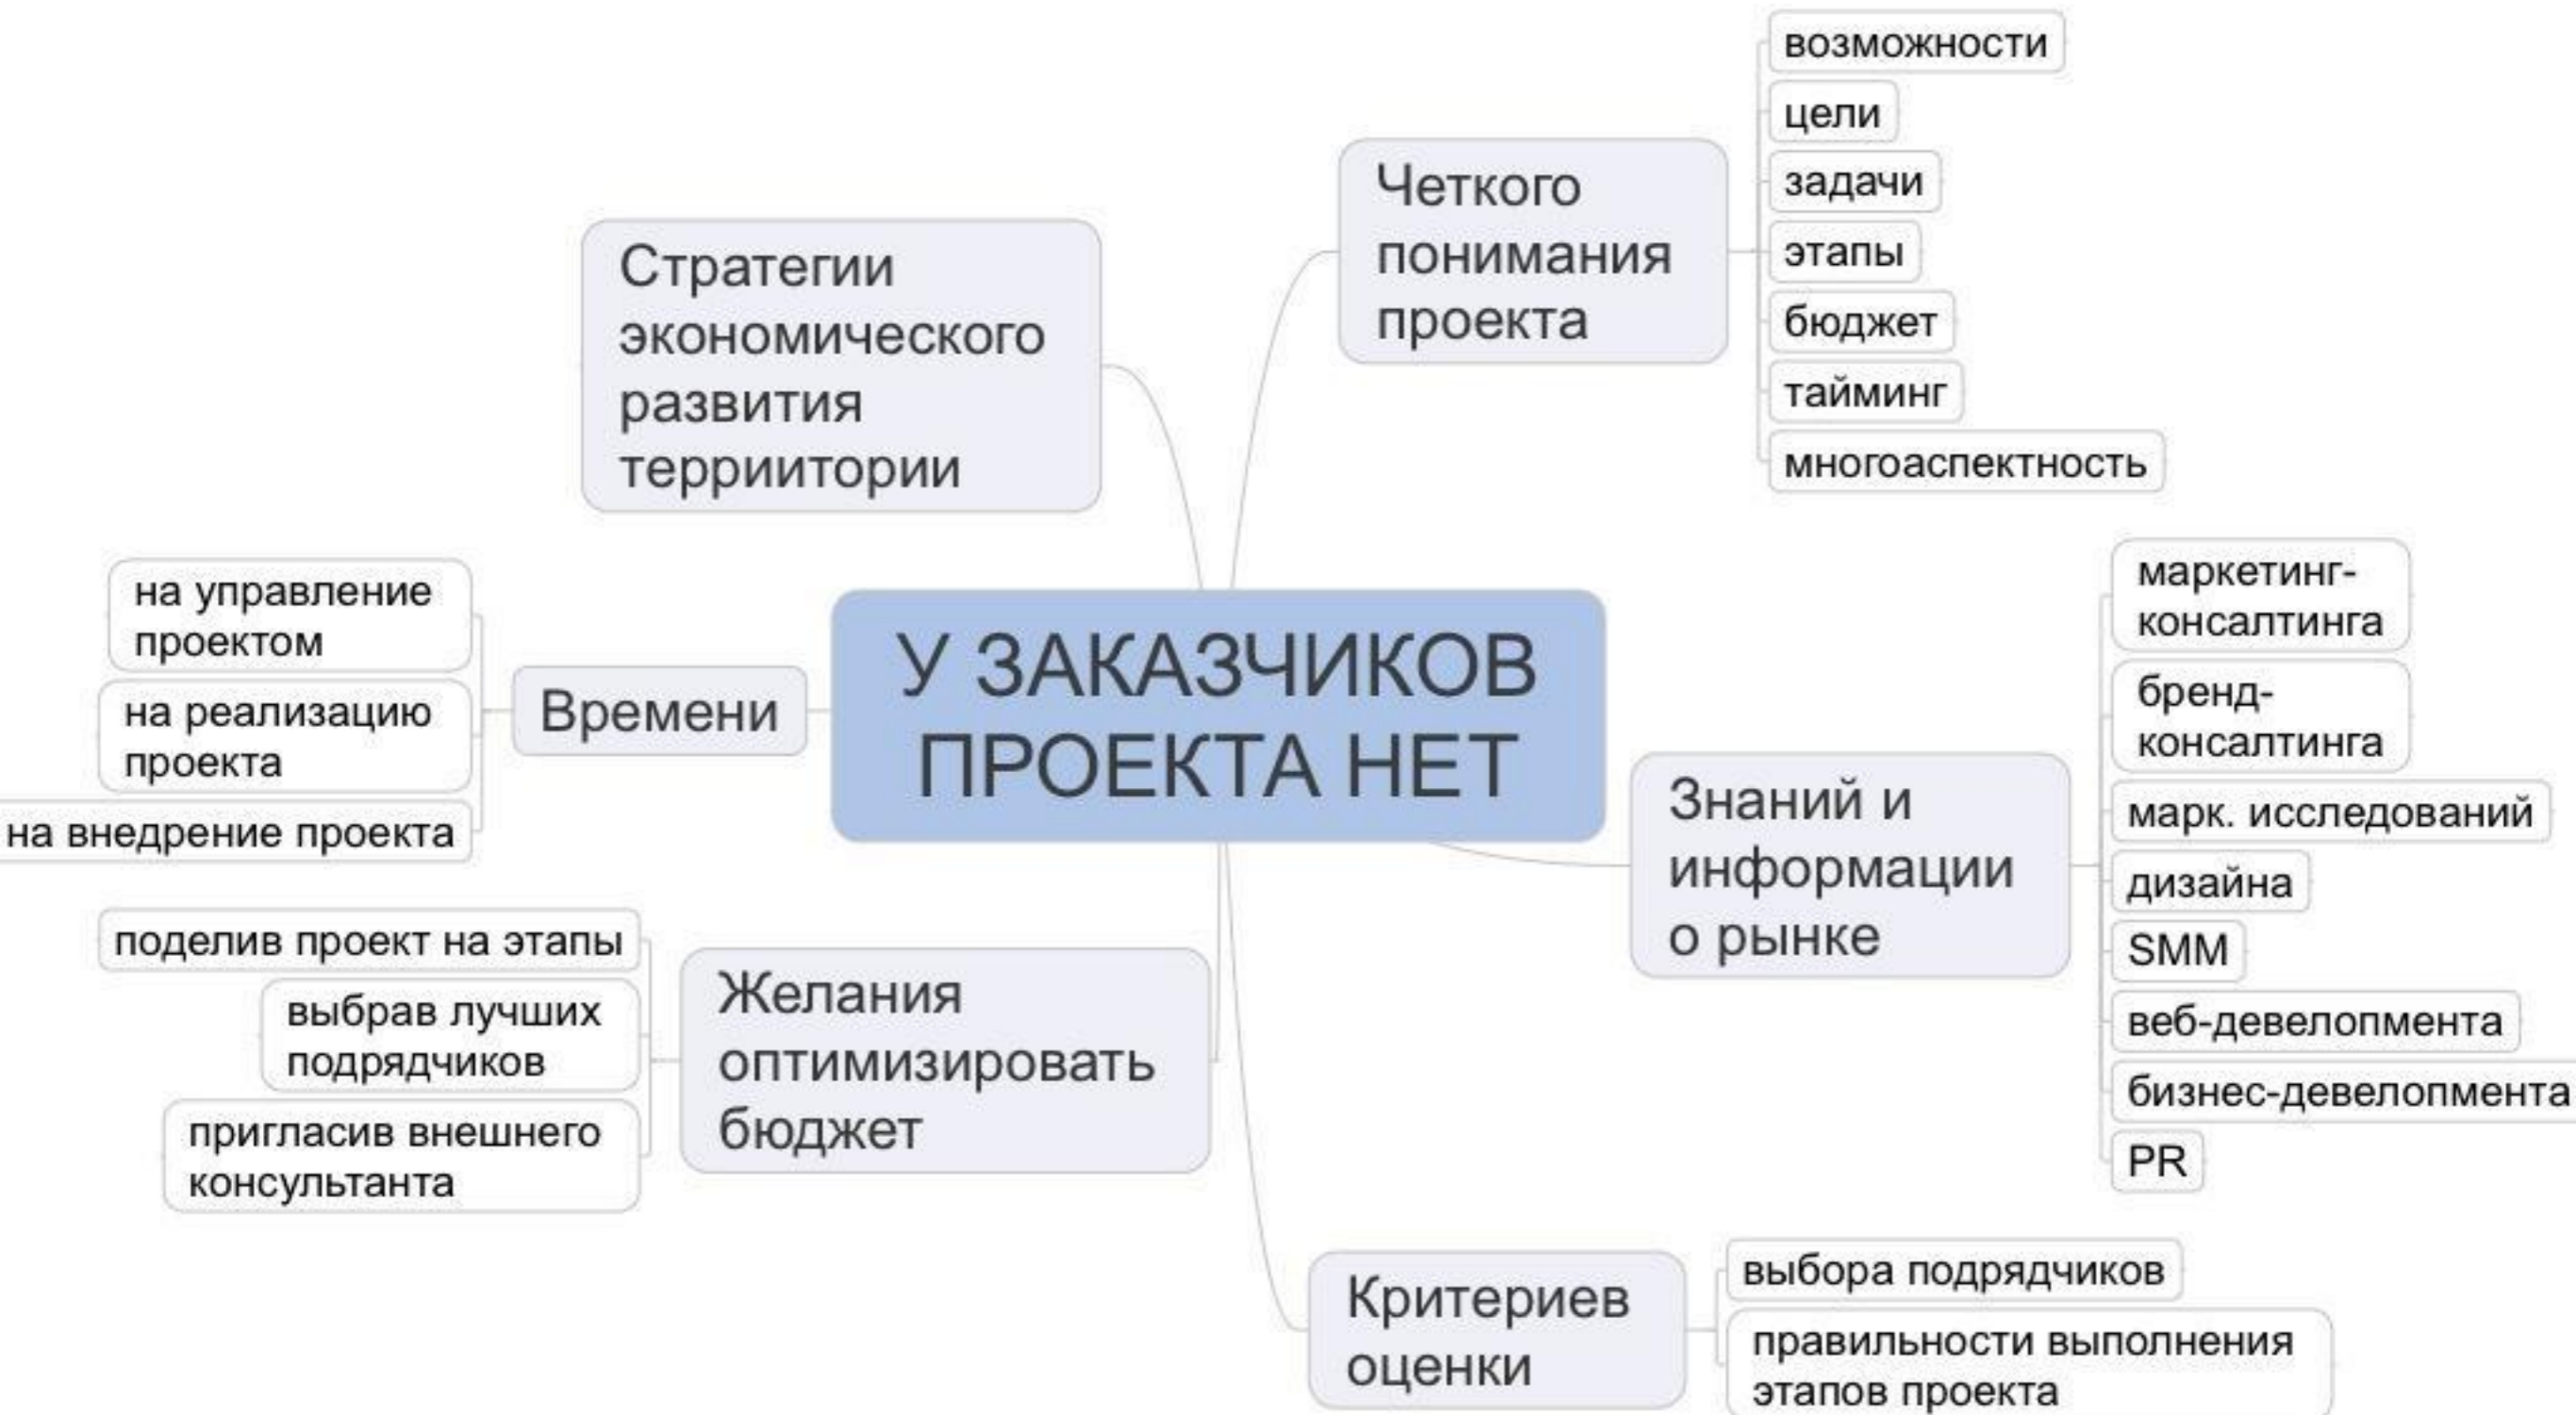 У ЗАКАЗЧИКОВ
ПРОЕКТА НЕТ
Четкого
понимания
проекта
возможности
цели
задачи
этапы
бюджет
тайминг
многоаспектность
Знаний и
информации
о рынке
маркетинг-
консалтинга
бренд-
консалтинга
марк. исследований
дизайна
SMM
веб-девелопмента
бизнес-девелопмента
PR
Критериев
оценки
выбора подрядчиков
правильности выполнения
этапов проекта
Стратегии
экономического
развития
терриитории
Времени
на управление
проектом
на реализацию
проекта
на внедрение проекта
Желания
оптимизировать
бюджет
поделив проект на этапы
выбрав лучших
подрядчиков
пригласив внешнего
консультанта